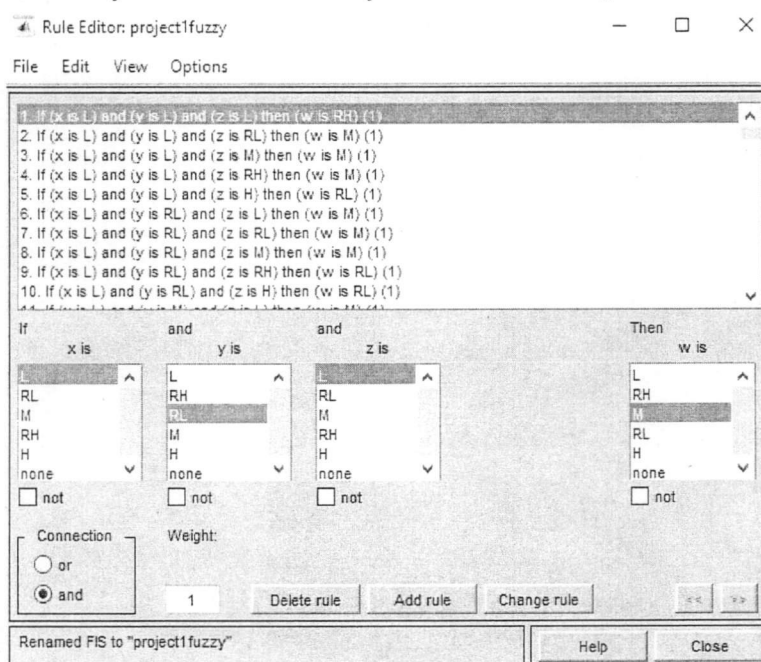 Rule Editor: project1fuzzy
File Edit View Options
1. If (x is L) and (y is L) and (z is L) then (w is RH) (1)
2. If (x is L) and (y is L) and (z is RL) then (w is M) (1)
3. If (x is L) and (y is L) and (z is M) then (w is M) (1)
4. If (x is L) and (y is L) and (z is RH) then (w is M) (1)
5. If (x is L) and (y is L) and (z is H) then (w is RL) (1)
6. If (x is L) and (y is RL) and (z is L) then (w is M) (1)
7. If (x is L) and (y is RL) and (z is RL) then (w is M) (1)
8. If (x is L) and (y is RL) and (z is M) then (w is M) (1)
9. If (x is L) and (y is RL) and (z is RH) then (w is RL) (1)
10. If (x is L) and (y is RL) and (z is H) then (w is RL) (1)
If and and Then
x is y is z is w is
L L L L
RL RH RL RH
M RL M M
RH M RH RL
H H H H
none none none none
not not not not
Connection Weight:
or
and 1 Delete rule Add rule Change rule << >>
Renamed FIS to "project1fuzzy" Help Close